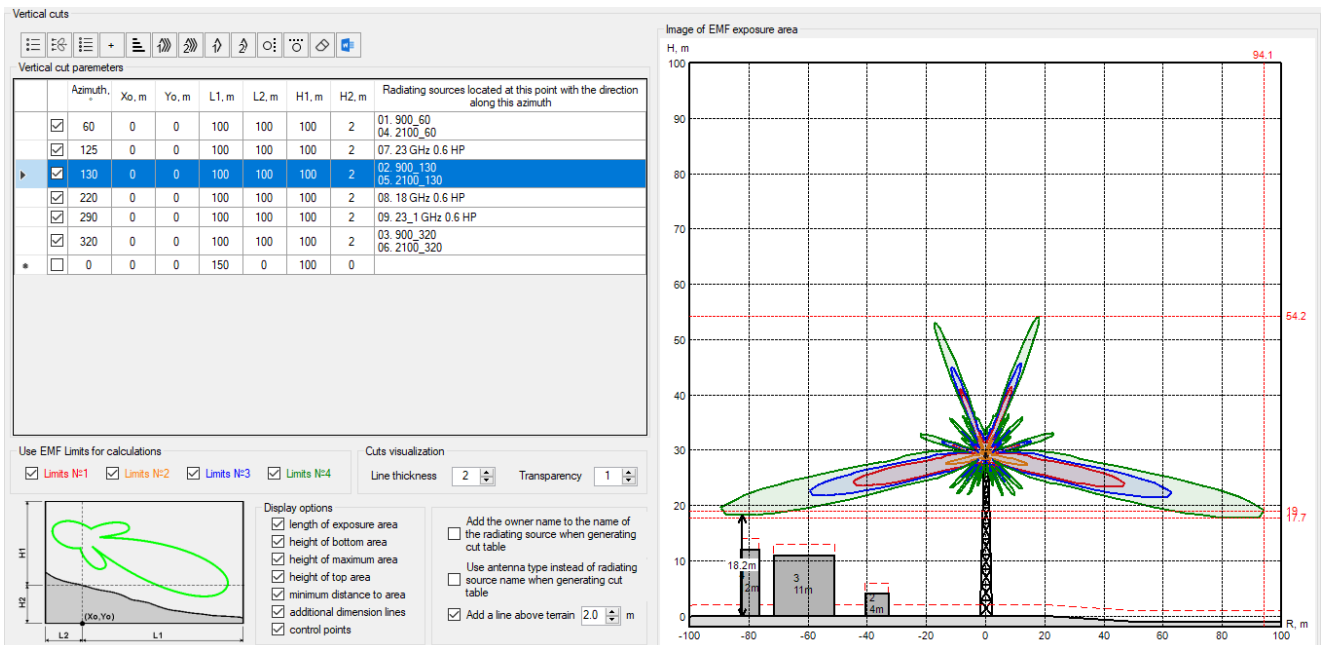 Vertical cuts
Vertical cut paremeters
Azimuth, ° Xo, m Yo, m L1, m L2, m H1, m H2, m Radiating sources located at this point with the direction along this azimuth
60 0 0 100 100 100 2 01. 900_60
04. 2100_60
125 0 0 100 100 100 2 07. 23 GHz 0.6 HP
130 0 0 100 100 100 2 02. 900_130
05. 2100_130
220 0 0 100 100 100 2 08. 18 GHz 0.6 HP
290 0 0 100 100 100 2 09. 23_1 GHz 0.6 HP
320 0 0 100 100 100 2 03. 900_320
06. 2100_320
0 0 0 150 0 100 0
Use EMF Limits for calculations
Limits №1 Limits №2 Limits №3 Limits №4
Cuts visualization
Line thickness 2 Transparency 1
H1
H2
(Xo,Yo)
L2 L1
Display options
length of exposure area
height of bottom area
height of maximum area
height of top area
minimum distance to area
additional dimension lines
control points
Add the owner name to the name of
the radiating source when generating
cut table
Use antenna type instead of radiating
source name when generating cut
table
Add a line above terrain 2.0 m
Image of EMF exposure area
H, m
94.1
100
90
80
70
60
54.2
50
40
30
20
19
17.7
10
18.2m
3
11m
2m
2
4m
0
R, m
-100 -80 -60 -40 -20 0 20 40 60 80 100